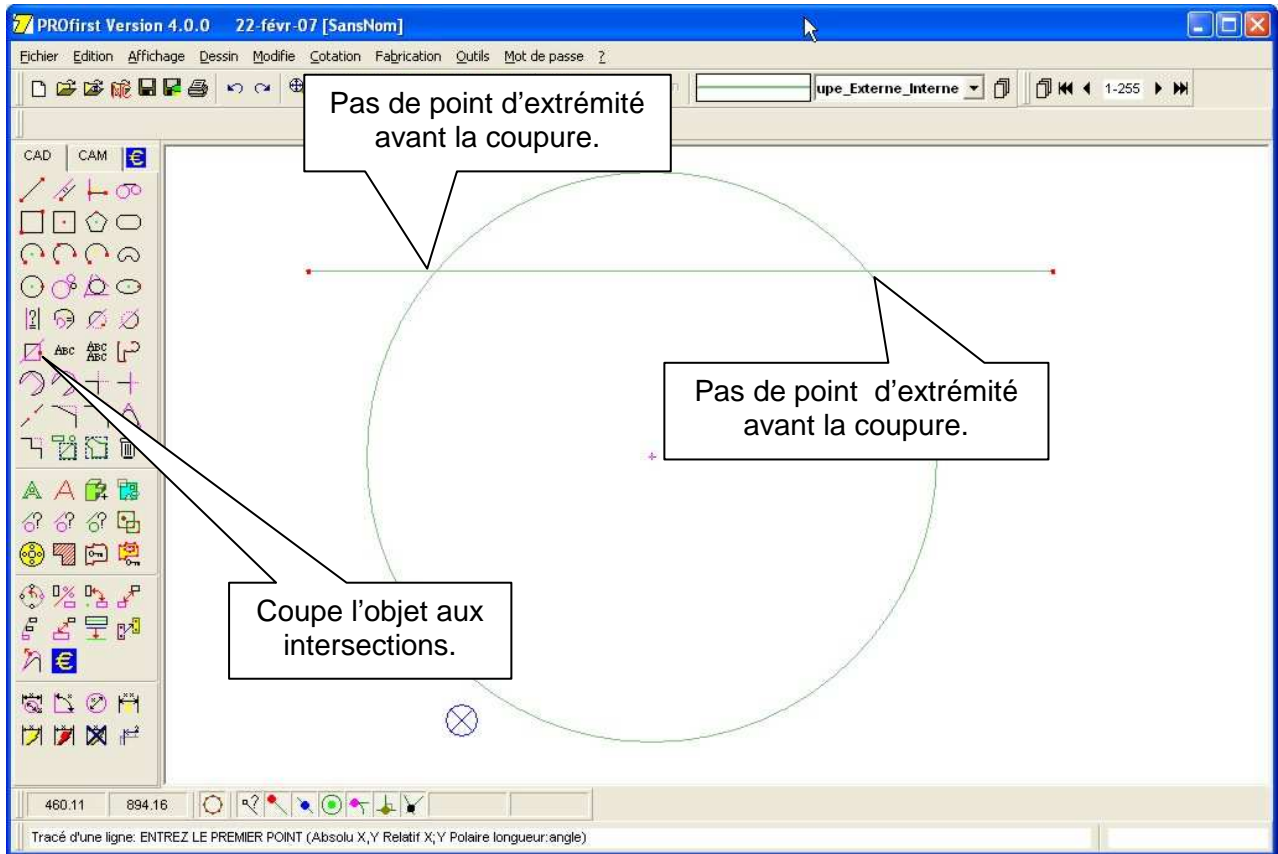 PROfirst Version 4.0.0 22-févr-07 [SansNom]
Fichier Edition Affichage Dessin Modifie Cotation Fabrication Outils Mot de passe ?
upe_Externe_Interne
1-255
Pas de point d'extrémité
avant la coupure.
CAD CAM €
ABC ABC
ABC
Pas de point d'extrémité
avant la coupure.
Coupe l'objet aux
intersections.
€
460.11 894.16
Tracé d'une ligne: ENTREZ LE PREMIER POINT (Absolu X,Y Relatif X;Y Polaire longueur:angle)